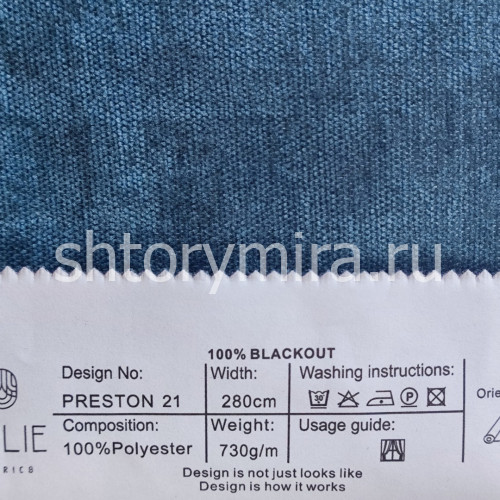 shtorymira.ru
100% BLACKOUT
Design No: Width: Washing instructions:
PRESTON 21 280cm
30
P
Composition: Weight: Usage guide:
100%Polyester 730g/m
Design is not just looks like
Design is how it works